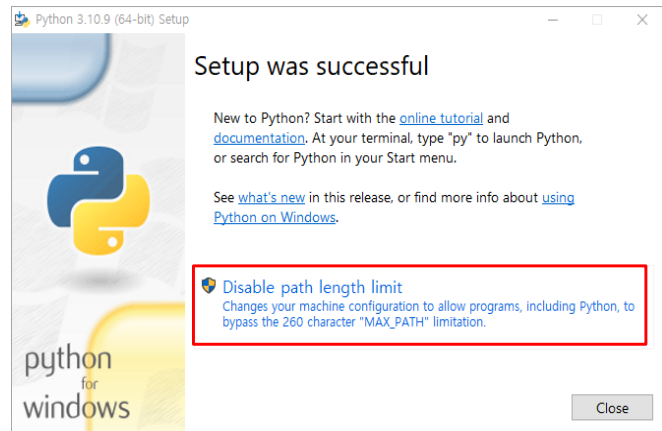 Python 3.10.9 (64-bit) Setup
Setup was successful
New to Python? Start with the online tutorial and
documentation. At your terminal, type "py" to launch Python,
or search for Python in your Start menu.
See what's new in this release, or find more info about using
Python on Windows.
Disable path length limit
Changes your machine configuration to allow programs, including Python, to
bypass the 260 character "MAX_PATH" limitation.
python
for
windows
Close